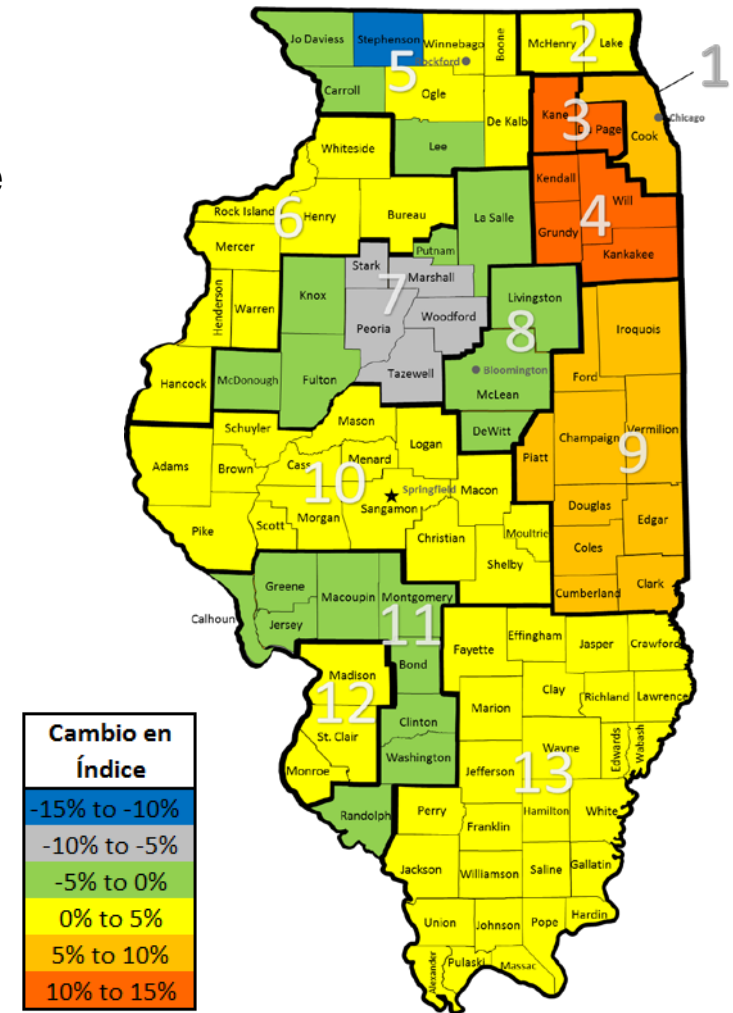 Jo Daviess
Stephenson
Winnebago
Boone
McHenry
Lake
2
1
5
Rockford
Carroll
Ogle
De Kalb
Kane
3
Du Page
Cook
Chicago
Whiteside
Lee
Kendall
Will
4
Rock Island
6
Henry
Bureau
La Salle
Grundy
Mercer
Putnam
Kankakee
Stark
Marshall
7
Henderson
Warren
Knox
Livingston
Peoria
Woodford
8
Iroquois
Hancock
McDonough
Fulton
Tazewell
Bloomington
McLean
Ford
Mason
Schuyler
DeWitt
Logan
Champaign
Vermilion
Adams
Brown
Cass
Menard
Piatt
9
10
Springfield
Macon
Sangamon
Scott
Morgan
Douglas
Edgar
Pike
Christian
Moultrie
Coles
Shelby
Greene
Macoupin
Montgomery
Cumberland
Clark
Calhoun
Jersey
11
Fayette
Effingham
Jasper
Crawford
Bond
Madison
12
Clay
Richland
Lawrence
Marion
Clinton
St. Clair
Wayne
Edwards
Wabash
Washington
Monroe
Jefferson
13
Randolph
Perry
Hamilton
White
Franklin
Jackson
Williamson
Saline
Gallatin
Union
Johnson
Pope
Hardin
Alexander
Pulaski
Massac
Cambio en
Índice
-15% to -10%
-10% to -5%
-5% to 0%
0% to 5%
5% to 10%
10% to 15%